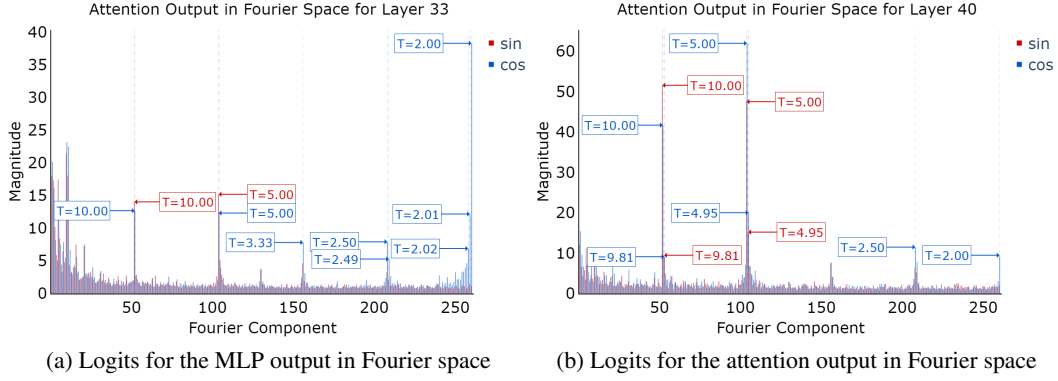 Attention Output in Fourier Space for Layer 33
40
35
30
25
20
15
10
5
0
Magnitude
T=2.00
T=10.00
T=10.00
T=5.00
T=5.00
T=3.33
T=2.50
T=2.49
T=2.01
T=2.02
sin
cos
0
50
100
150
200
250
Fourier Component
(a) Logits for the MLP output in Fourier space
Attention Output in Fourier Space for Layer 40
60
50
40
30
20
10
0
Magnitude
T=5.00
T=10.00
T=5.00
T=10.00
T=4.95
T=4.95
T=9.81
T=9.81
T=2.50
T=2.00
sin
cos
0
50
100
150
200
250
Fourier Component
(b) Logits for the attention output in Fourier space